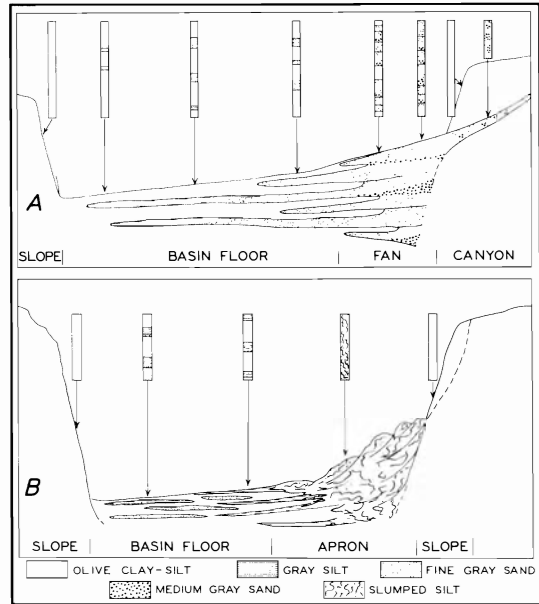 A
SLOPE BASIN FLOOR FAN CANYON
B
SLOPE BASIN FLOOR APRON SLOPE
OLIVE CLAY-SILT GRAY SILT FINE GRAY SAND
MEDIUM GRAY SAND SLUMPED SILT